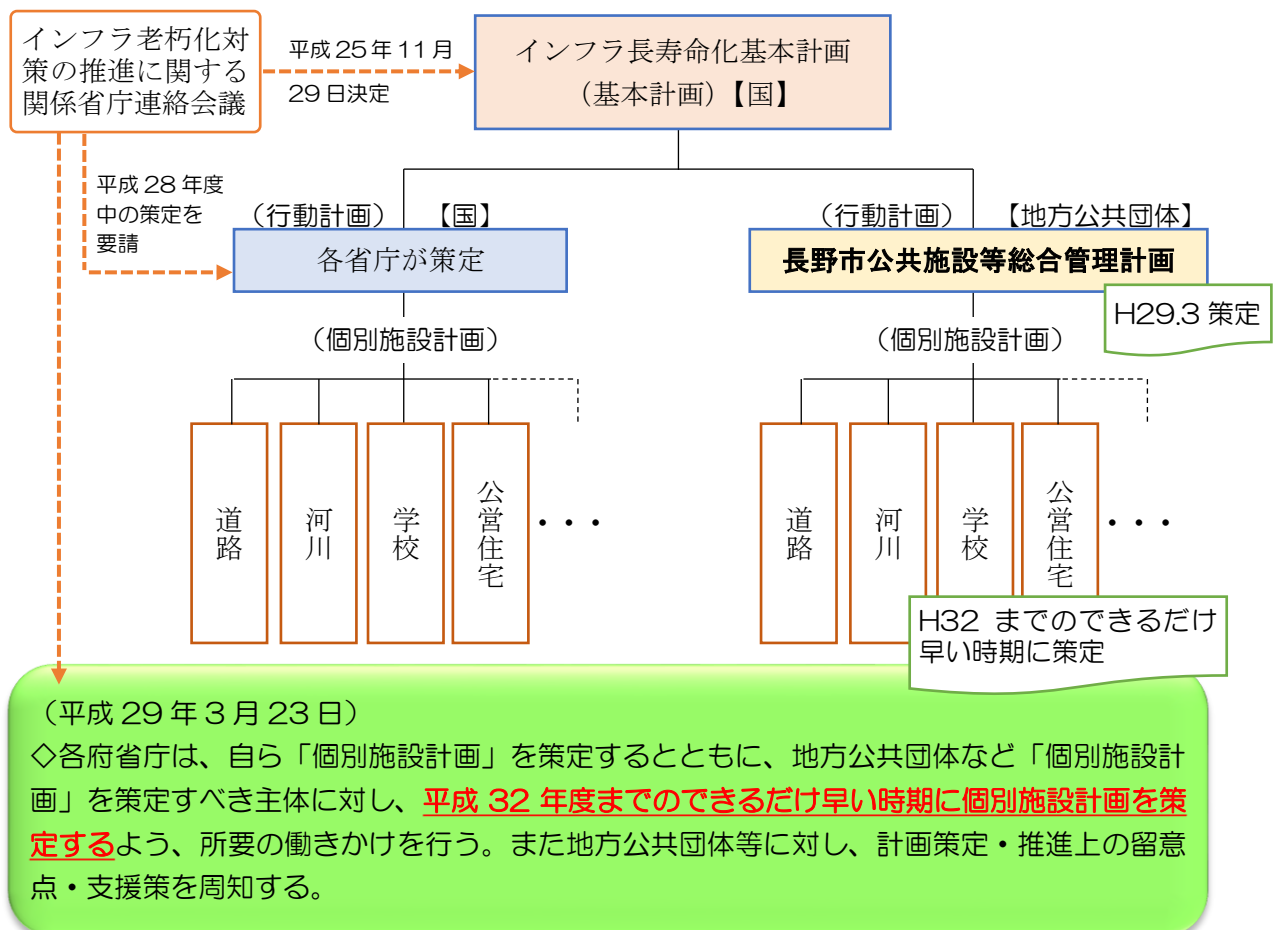 インフラ老朽化対
策の推進に関する
関係省庁連絡会議
平成25年11月
29日決定
インフラ長寿命化基本計画
（基本計画）【国】
平成28年度
中の策定を
要請
（行動計画） 【国】
各省庁が策定
（行動計画） 【地方公共団体】
長野市公共施設等総合管理計画
H29.3 策定
（個別施設計画）
（個別施設計画）
道路
河川
学校
公営住宅
・・・
道路
河川
学校
公営住宅
・・・
H32 までのできるだけ
早い時期に策定
（平成29年3月23日）
◇各府省庁は、自ら「個別施設計画」を策定するとともに、地方公共団体など「個別施設計
画」を策定すべき主体に対し、平成 32 年度までのできるだけ早い時期に個別施設計画を策
定するよう、所要の働きかけを行う。また地方公共団体等に対し、計画策定・推進上の留意
点・支援策を周知する。